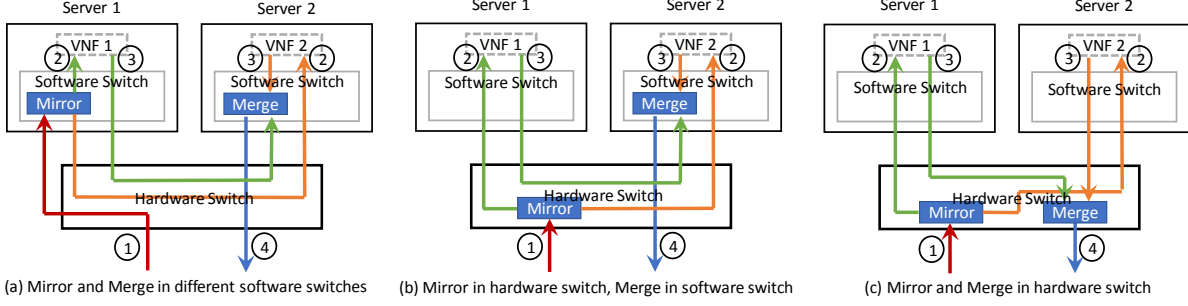 Server 1
Server 2
VNF 1
2
3
Software Switch
Mirror
VNF 2
3
2
Software Switch
Merge
Hardware Switch
1
4
(a) Mirror and Merge in different software switches
Server 1
Server 2
VNF 1
2
3
Software Switch
VNF 2
3
2
Software Switch
Merge
Hardware Switch
Mirror
1
4
(b) Mirror in hardware switch, Merge in software switch
Server 1
Server 2
VNF 1
2
3
Software Switch
VNF 2
3
2
Software Switch
Hardware Switch
Mirror
Merge
1
4
(c) Mirror and Merge in hardware switch